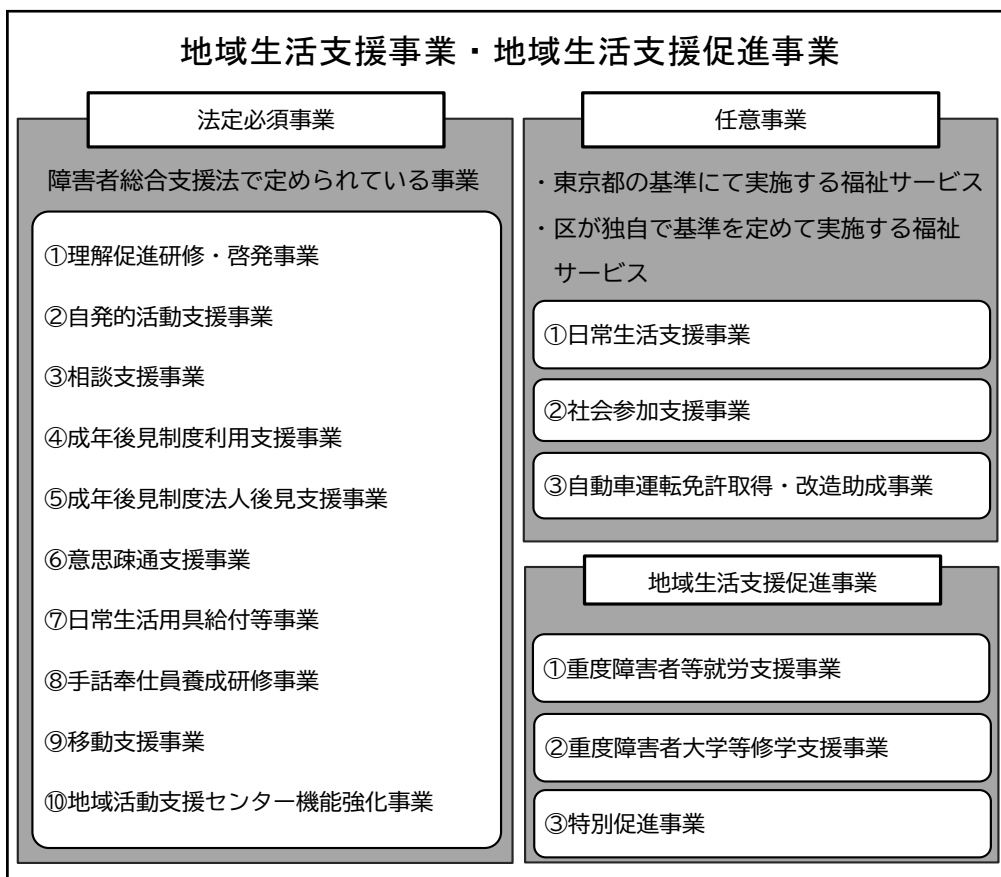 地域生活支援事業・地域生活支援促進事業
法定必須事業
障害者総合支援法で定められている事業
①理解促進研修・啓発事業
②自発的活動支援事業
③相談支援事業
④成年後見制度利用支援事業
⑤成年後見制度法人後見支援事業
⑥意思疎通支援事業
⑦日常生活用具給付等事業
⑧手話奉仕員養成研修事業
⑨移動支援事業
⑩地域活動支援センター機能強化事業
任意事業
・東京都の基準にて実施する福祉サービス
・区が独自で基準を定めて実施する福祉
サービス
①日常生活支援事業
②社会参加支援事業
③自動車運転免許取得・改造助成事業
地域生活支援促進事業
①重度障害者等就労支援事業
②重度障害者大学等修学支援事業
③特別促進事業